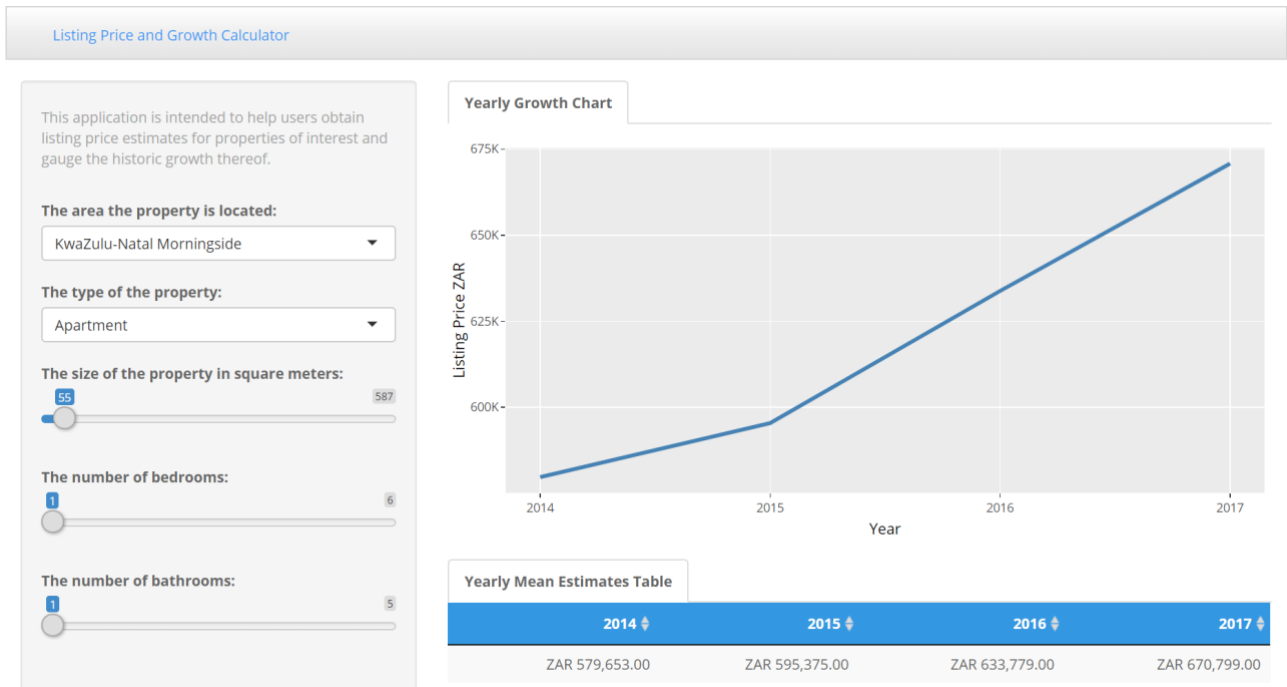 Listing Price and Growth Calculator
This application is intended to help users obtain
listing price estimates for properties of interest and
gauge the historic growth thereof.
The area the property is located:
KwaZulu-Natal Morningside
The type of the property:
Apartment
The size of the property in square meters:
55 587
The number of bedrooms:
1 6
The number of bathrooms:
1 5
Yearly Growth Chart
675K
650K
625K
600K
Listing Price ZAR
2014 2015 2016 2017
Year
Yearly Mean Estimates Table
2014 2015 2016 2017
ZAR 579,653.00 ZAR 595,375.00 ZAR 633,779.00 ZAR 670,799.00